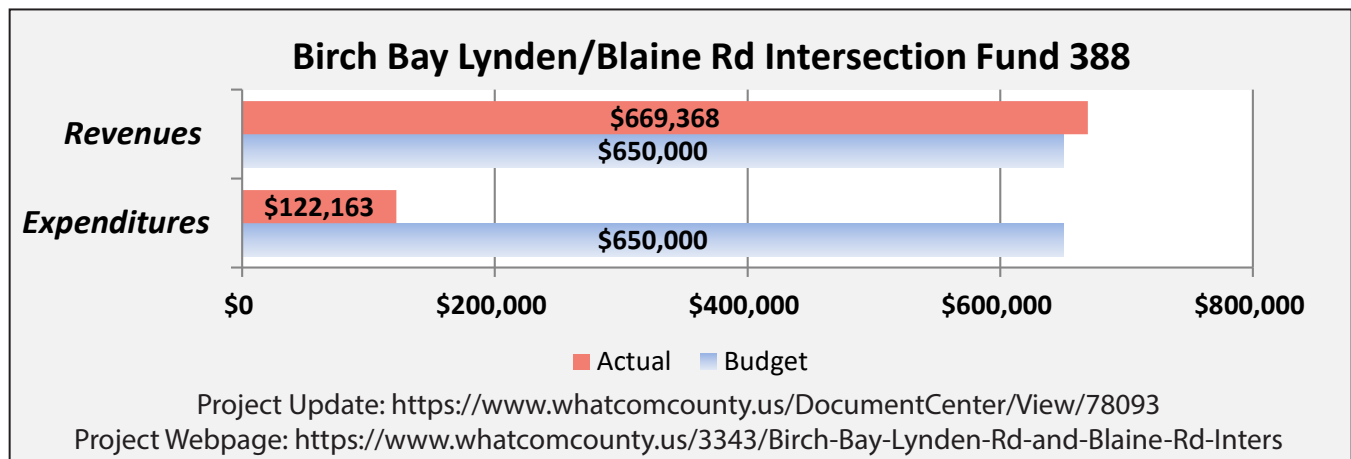 Birch Bay Lynden/Blaine Rd Intersection Fund 388
Revenues
$669,368
$650,000
Expenditures
$122,163
$650,000
$0 $200,000 $400,000 $600,000 $800,000
Actual Budget
Project Update: https://www.whatcomcounty.us/DocumentCenter/View/78093
Project Webpage: https://www.whatcomcounty.us/3343/Birch-Bay-Lynden-Rd-and-Blaine-Rd-Inters